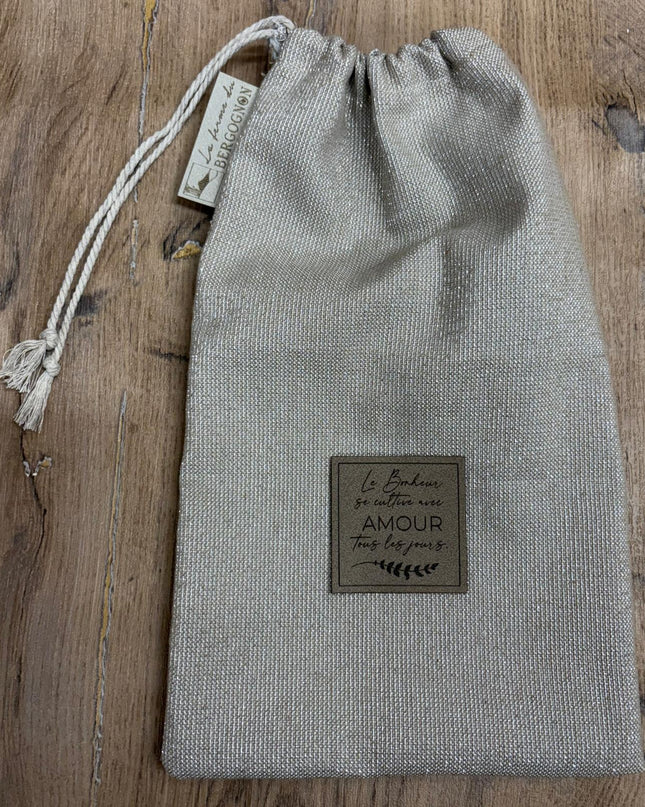 La ferme du
BERGOGNON
Le Bonheur
se cultive avec
AMOUR
tous les jours.